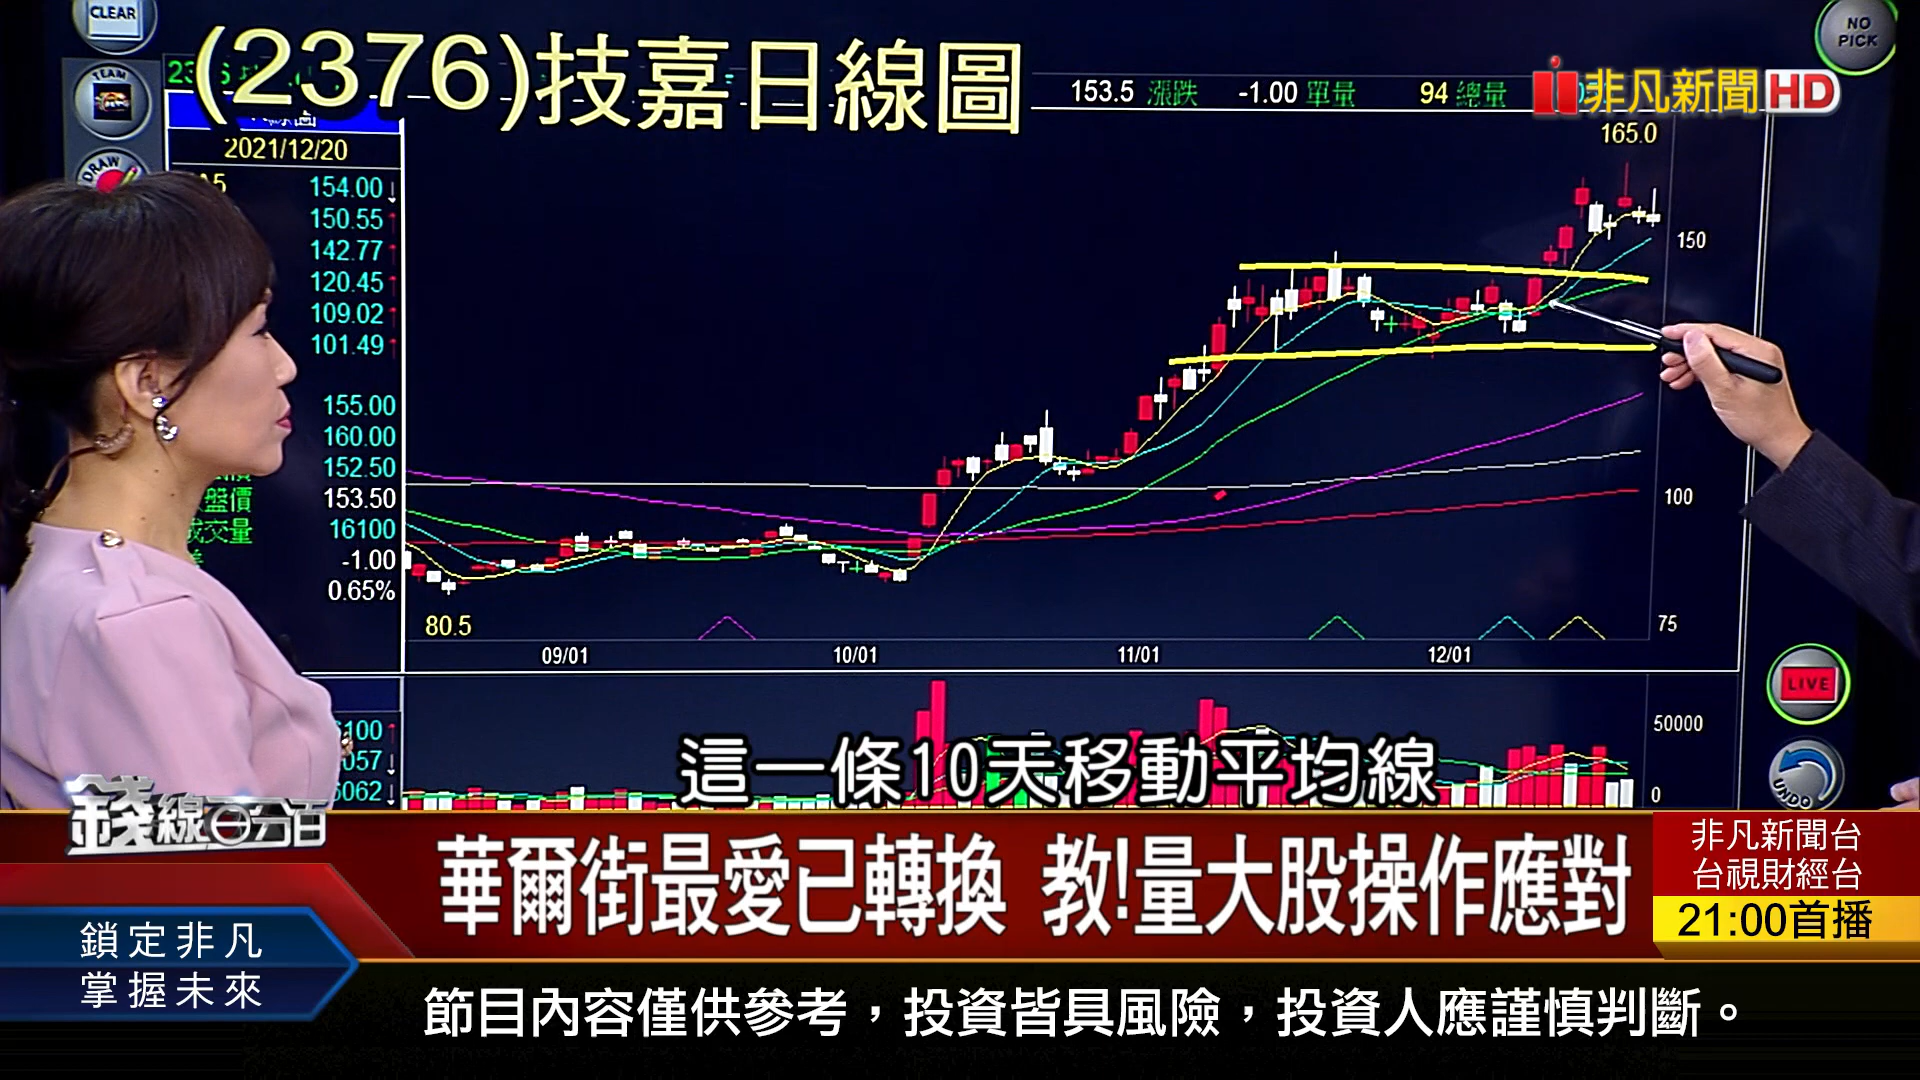 CLEAR
NO PICK
(2376)技嘉日線圖
153.5 漲跌 -1.00 單量 94 總量
非凡新聞HD
TEAM
DRAW
2021/12/20
165.0
154.00
150.55
142.77
120.45
109.02
101.49
150
155.00
160.00
152.50
盤價 153.50
成交量 16100
-1.00
0.65%
100
80.5
75
09/01 10/01 11/01 12/01
LIVE
50000
0
UNDO
這一條10天移動平均線
錢線百分百
華爾街最愛已轉換 教!量大股操作應對
非凡新聞台
台視財經台
21:00首播
鎖定非凡
掌握未來
節目內容僅供參考，投資皆具風險，投資人應謹慎判斷。